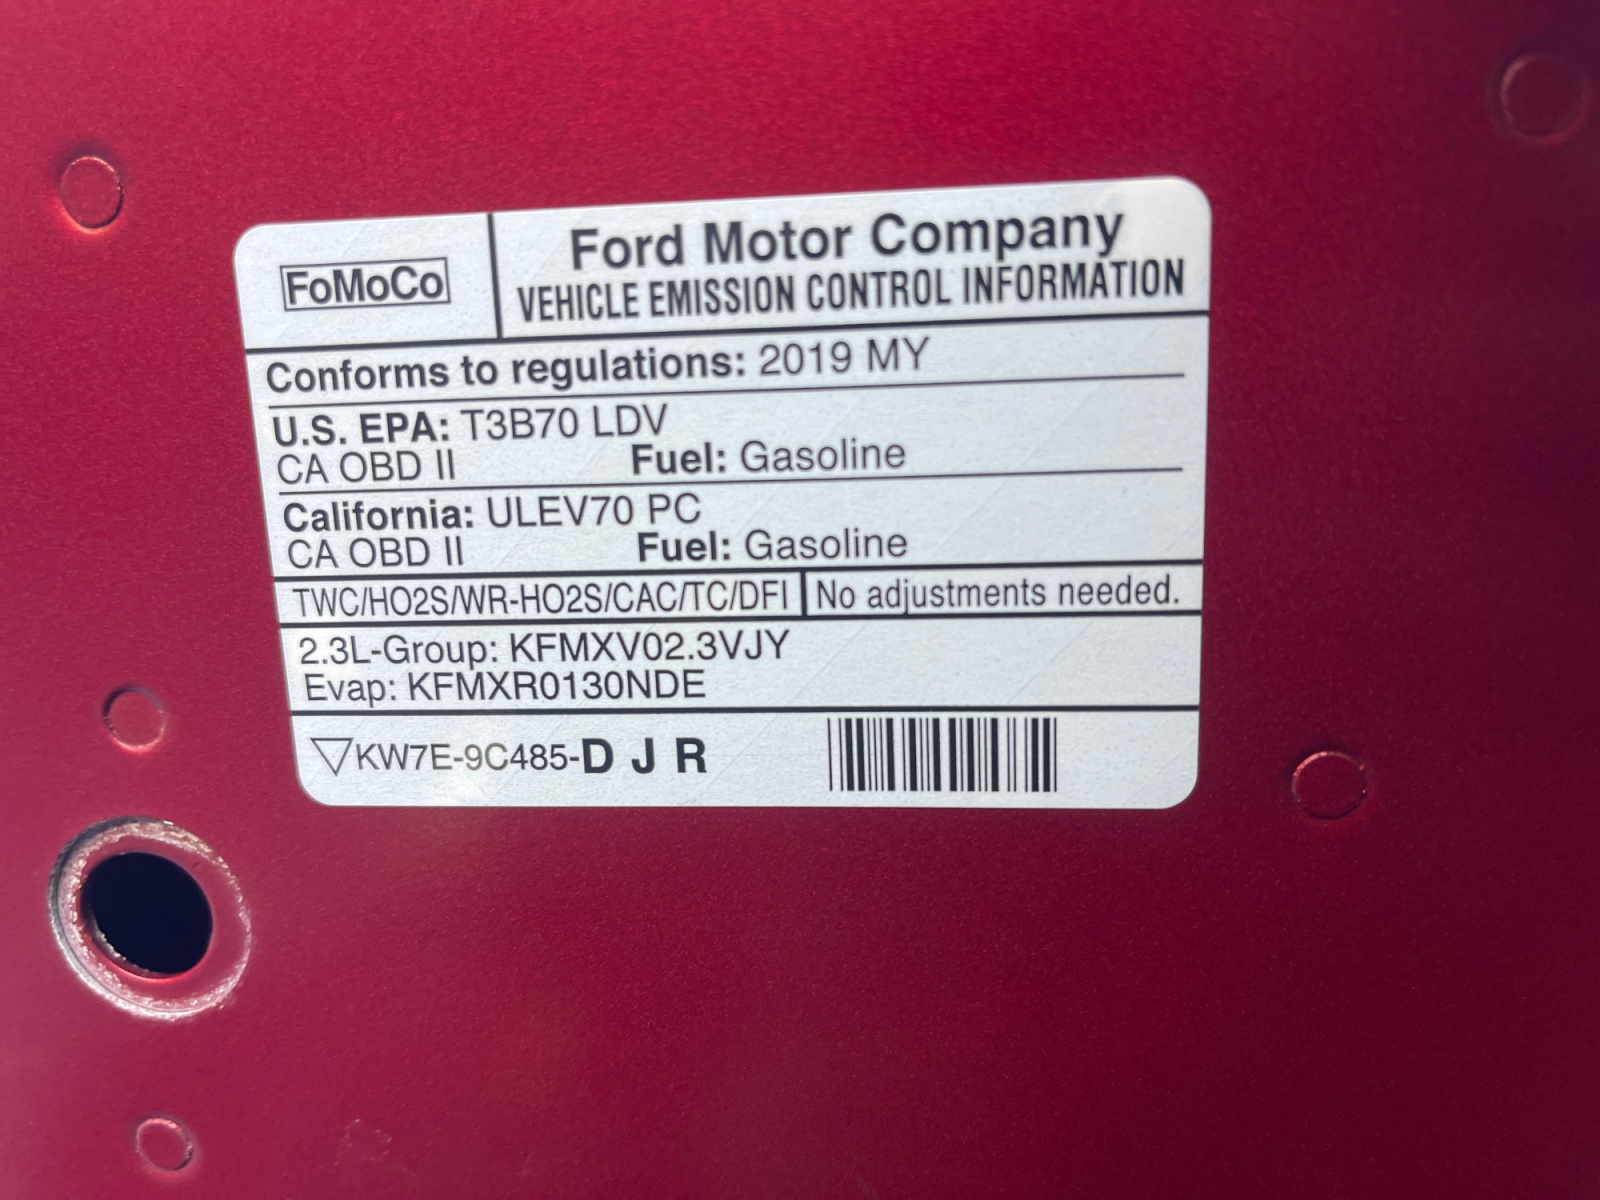 FoMoCo
Ford Motor Company
VEHICLE EMISSION CONTROL INFORMATION
Conforms to regulations: 2019 MY
U.S. EPA: T3B70 LDV
CA OBD II Fuel: Gasoline
California: ULEV70 PC
CA OBD II Fuel: Gasoline
TWC/HO2S/WR-HO2S/CAC/TC/DFI No adjustments needed.
2.3L-Group: KFMXV02.3VJY
Evap: KFMXR0130NDE
▽KW7E-9C485-D J R